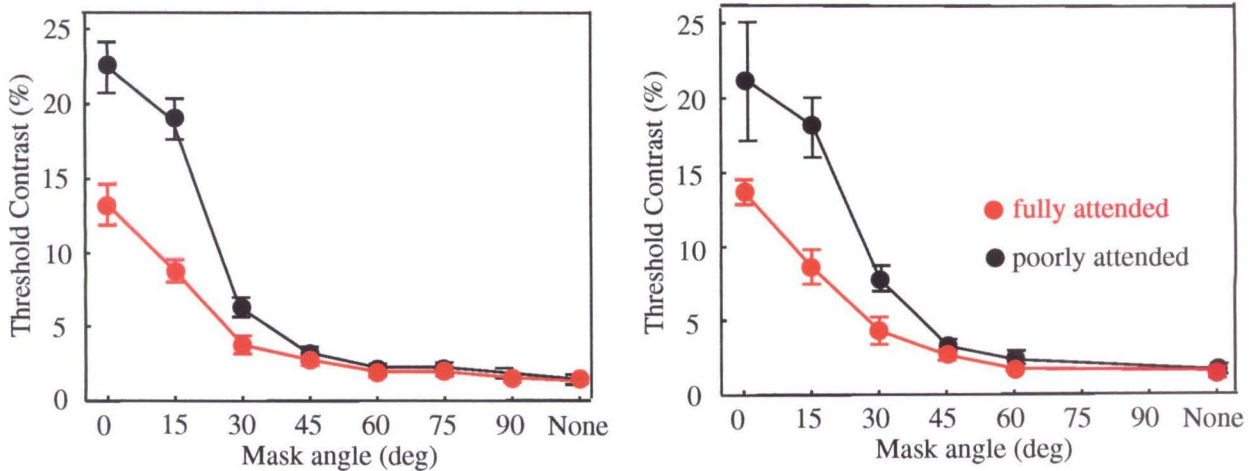 Threshold Contrast (%)
25
20
15
10
5
0
0 15 30 45 60 75 90 None
Mask angle (deg)
Threshold Contrast (%)
25
20
15
10
5
0
fully attended
poorly attended
0 15 30 45 60 75 90 None
Mask angle (deg)